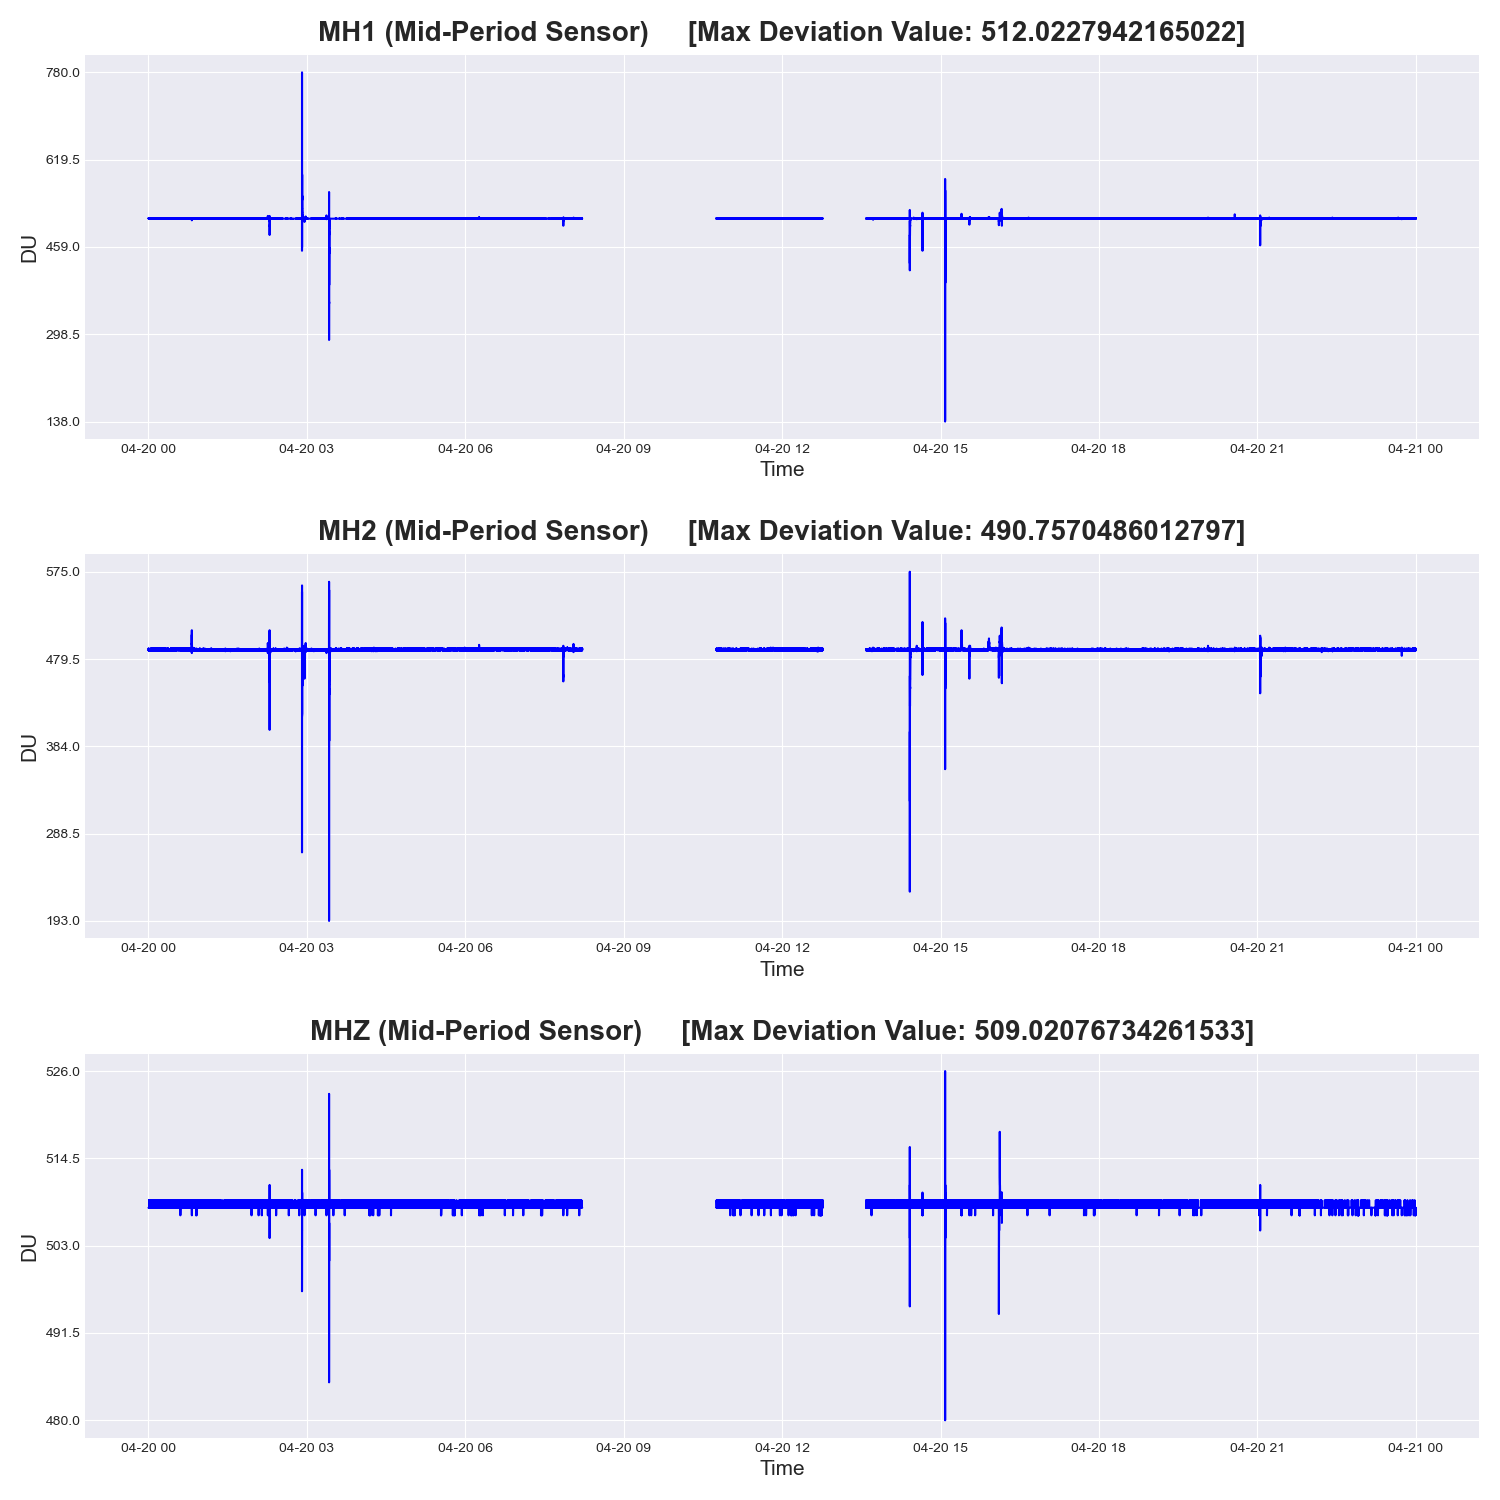 MH1 (Mid-Period Sensor) [Max Deviation Value: 512.0227942165022]
780.0
619.5
459.0
298.5
138.0
DU
04-20 00 04-20 03 04-20 06 04-20 09 04-20 12 04-20 15 04-20 18 04-20 21 04-21 00
Time
MH2 (Mid-Period Sensor) [Max Deviation Value: 490.7570486012797]
575.0
479.5
384.0
288.5
193.0
DU
04-20 00 04-20 03 04-20 06 04-20 09 04-20 12 04-20 15 04-20 18 04-20 21 04-21 00
Time
MHZ (Mid-Period Sensor) [Max Deviation Value: 509.02076734261533]
526.0
514.5
503.0
491.5
480.0
DU
04-20 00 04-20 03 04-20 06 04-20 09 04-20 12 04-20 15 04-20 18 04-20 21 04-21 00
Time